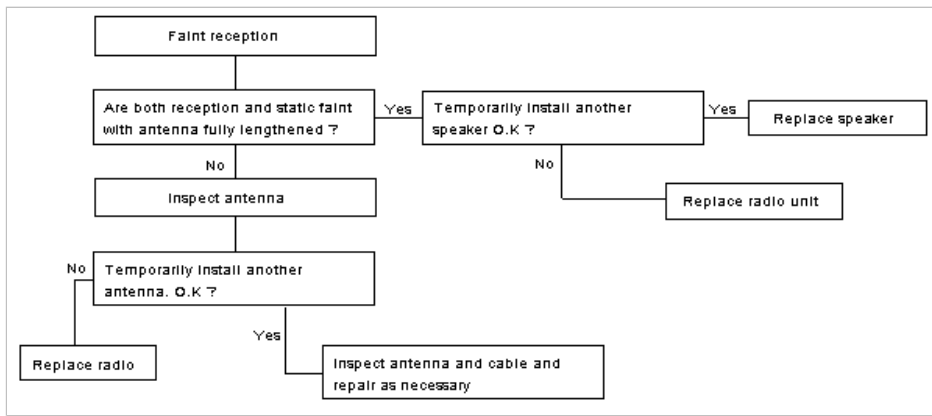 Faint reception
Are both reception and static faint
with antenna fully lengthened ?
Yes
Temporarily install another
speaker O.K ?
Yes
Replace speaker
No
No
Inspect antenna
Replace radio unit
No
Temporarily install another
antenna. O.K ?
Yes
Replace radio
Inspect antenna and cable and
repair as necessary